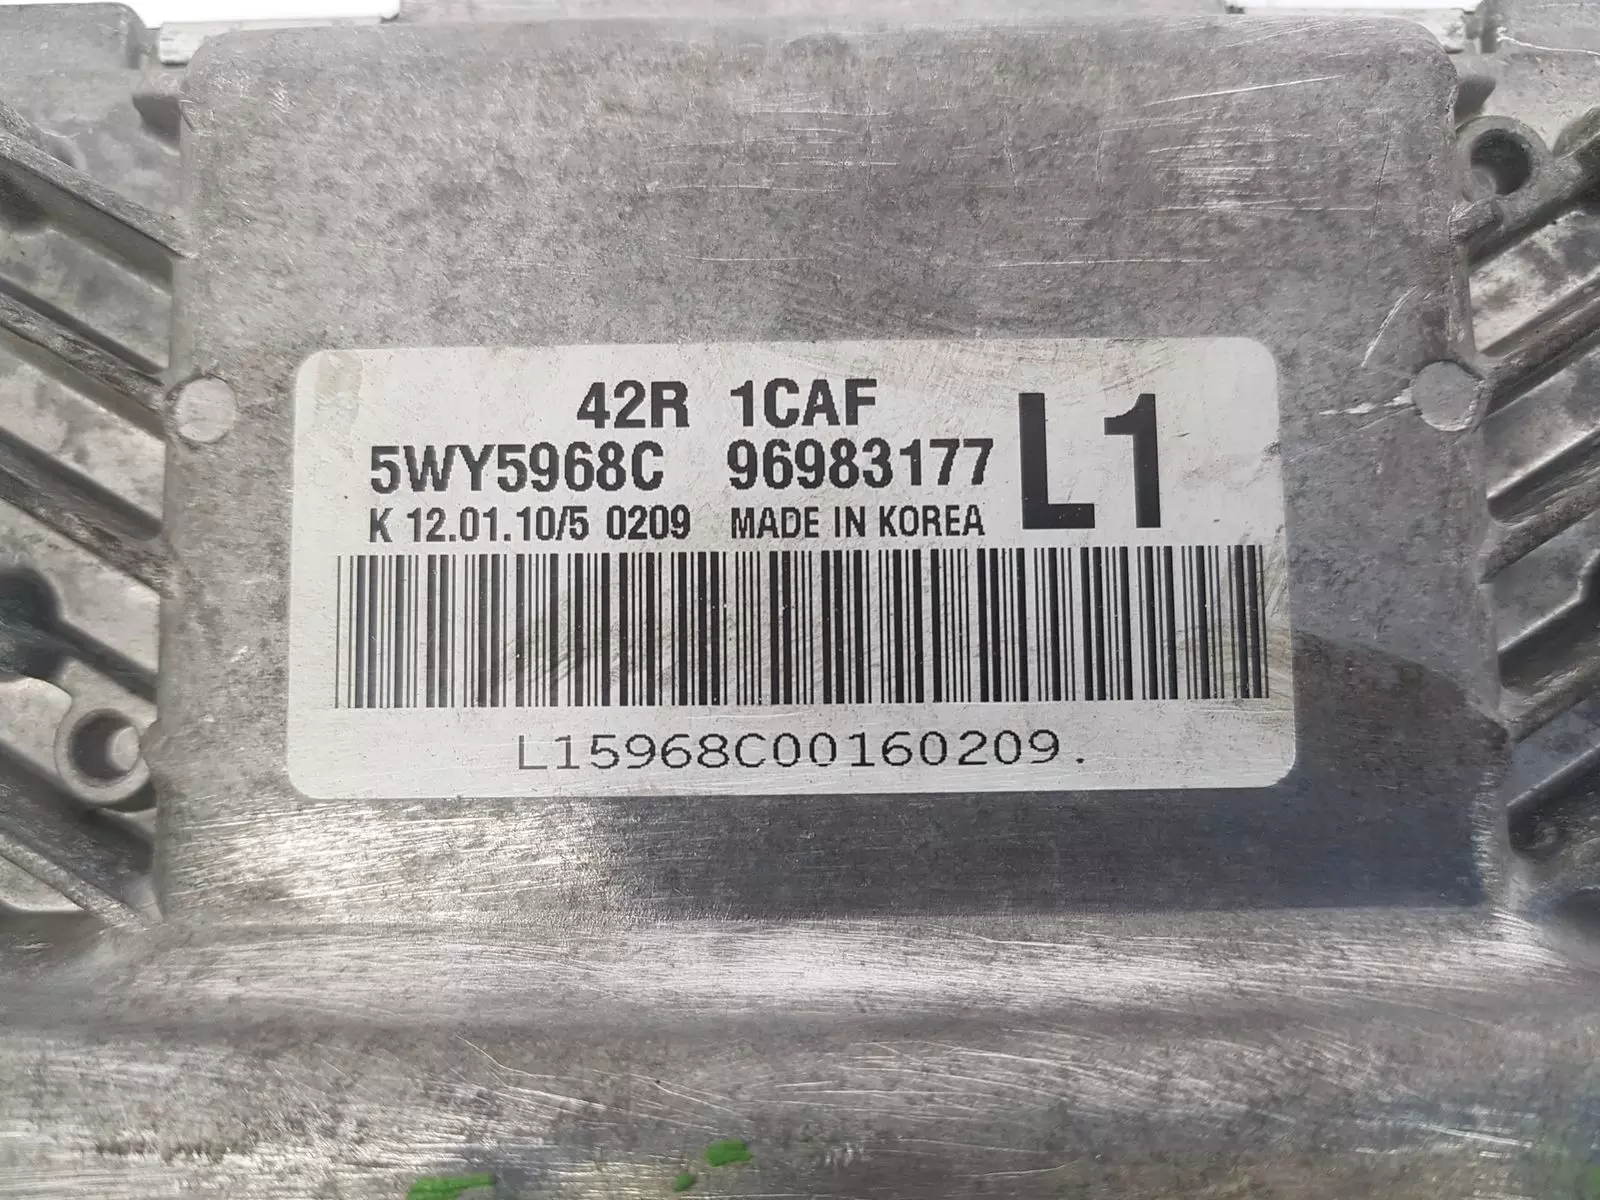 42R 1CAF
5WY5968C 96983177 L1
K 12.01.10/5 0209 MADE IN KOREA
L15968C00160209.